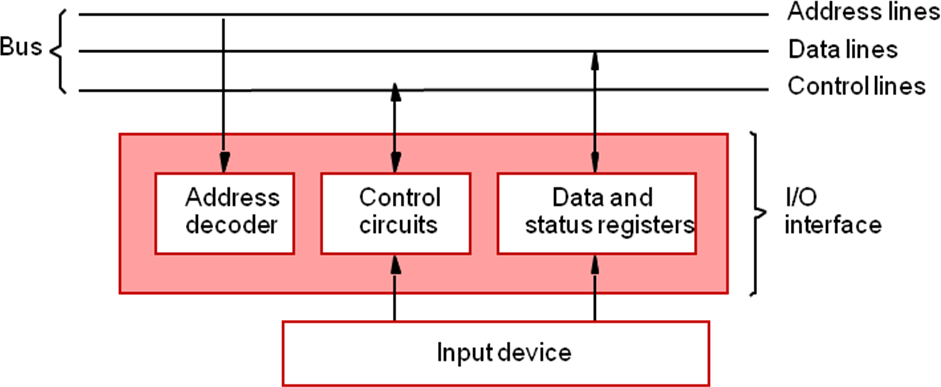 Address lines
Bus
Data lines
Control lines
Address
decoder
Control
circuits
Data and
status registers
I/O
interface
Input device